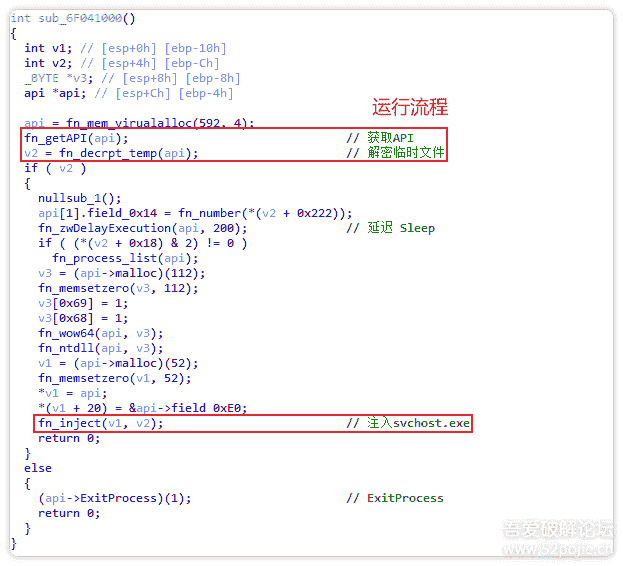 int sub_6F041000()
{
int v1; // [esp+0h] [ebp-10h]
int v2; // [esp+4h] [ebp-Ch]
_BYTE *v3; // [esp+8h] [ebp-8h]
api *api; // [esp+Ch] [ebp-4h]
运行流程
api = fn_mem_virualalloc(592, 4);
fn_getAPI(api); // 获取API
v2 = fn_decrpt_temp(api); // 解密临时文件
if ( v2 )
{
nullsub_1();
api[1].field_0x14 = fn_number(*(v2 + 0x222));
fn_zwDelayExecution(api, 200); // 延迟 Sleep
if ( (*(v2 + 0x18) & 2) != 0 )
fn_process_list(api);
v3 = (api->malloc)(112);
fn_memsetzero(v3, 112);
v3[0x69] = 1;
v3[0x68] = 1;
fn_wow64(api, v3);
fn_ntdll(api, v3);
v1 = (api->malloc)(52);
fn_memsetzero(v1, 52);
*v1 = api;
*(v1 + 20) = &api->field_0xE0;
fn_inject(v1, v2); // 注入svchost.exe
return 0;
}
else
{
(api->ExitProcess)(1); // ExitProcess
return 0;
}
}
吾爱破解论坛
www.52pojie.cn